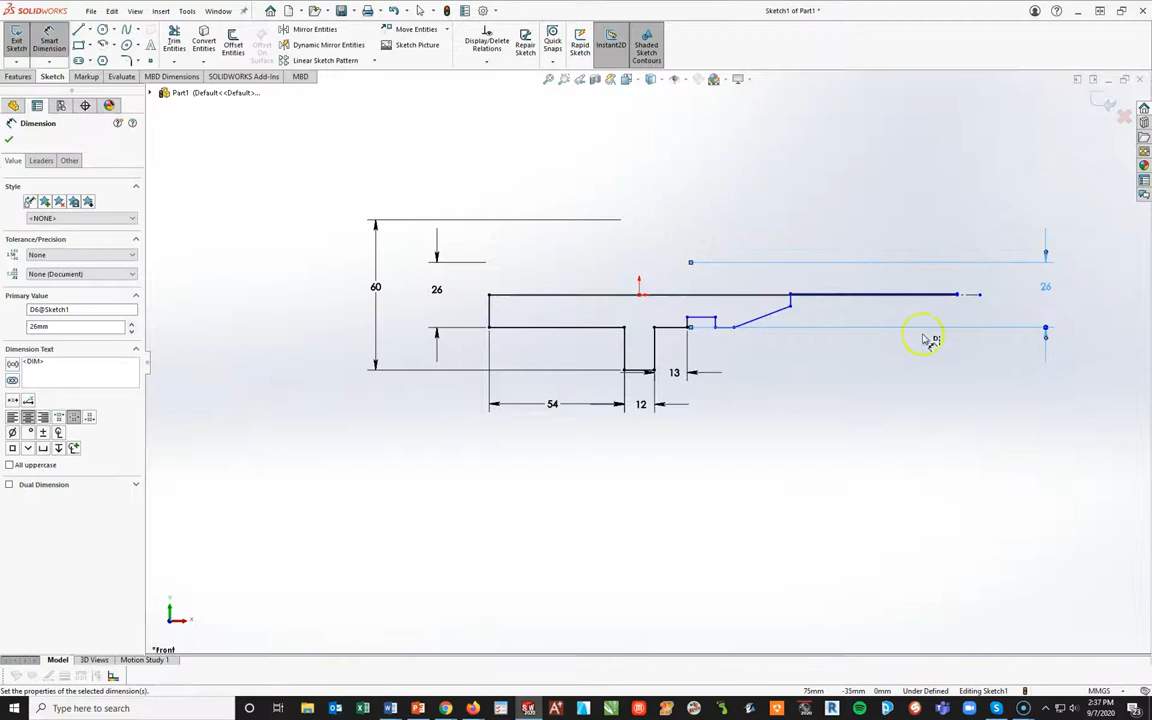 SOLIDWORKS
File Edit View Insert Tools Window
Sketch1 of Part1 *
Exit Sketch
Smart Dimension
Trim Entities
Convert Entities
Offset Entities
Offset On Surface
Mirror Entities
Dynamic Mirror Entities
Linear Sketch Pattern
Move Entities
Sketch Picture
Display/Delete Relations
Repair Sketch
Quick Snaps
Rapid Sketch
Instant2D
Shaded Sketch Contours
Features Sketch Markup Evaluate MBD Dimensions SOLIDWORKS Add-Ins MBD
Part1 (Default<<Default>...
Dimension
Value Leaders Other
Style
<NONE>
Tolerance/Precision
None
None (Document)
Primary Value
D6@Sketch1
26mm
Dimension Text
<DIM>
All uppercase
Dual Dimension
60
26
26
13
54
12
Y
X
*Front
Model 3D Views Motion Study 1
Set the properties of the selected dimension(s).
75mm -35mm 0mm Under Defined Editing Sketch1 MMGS
Type here to search
2:37 PM
9/7/2020
23